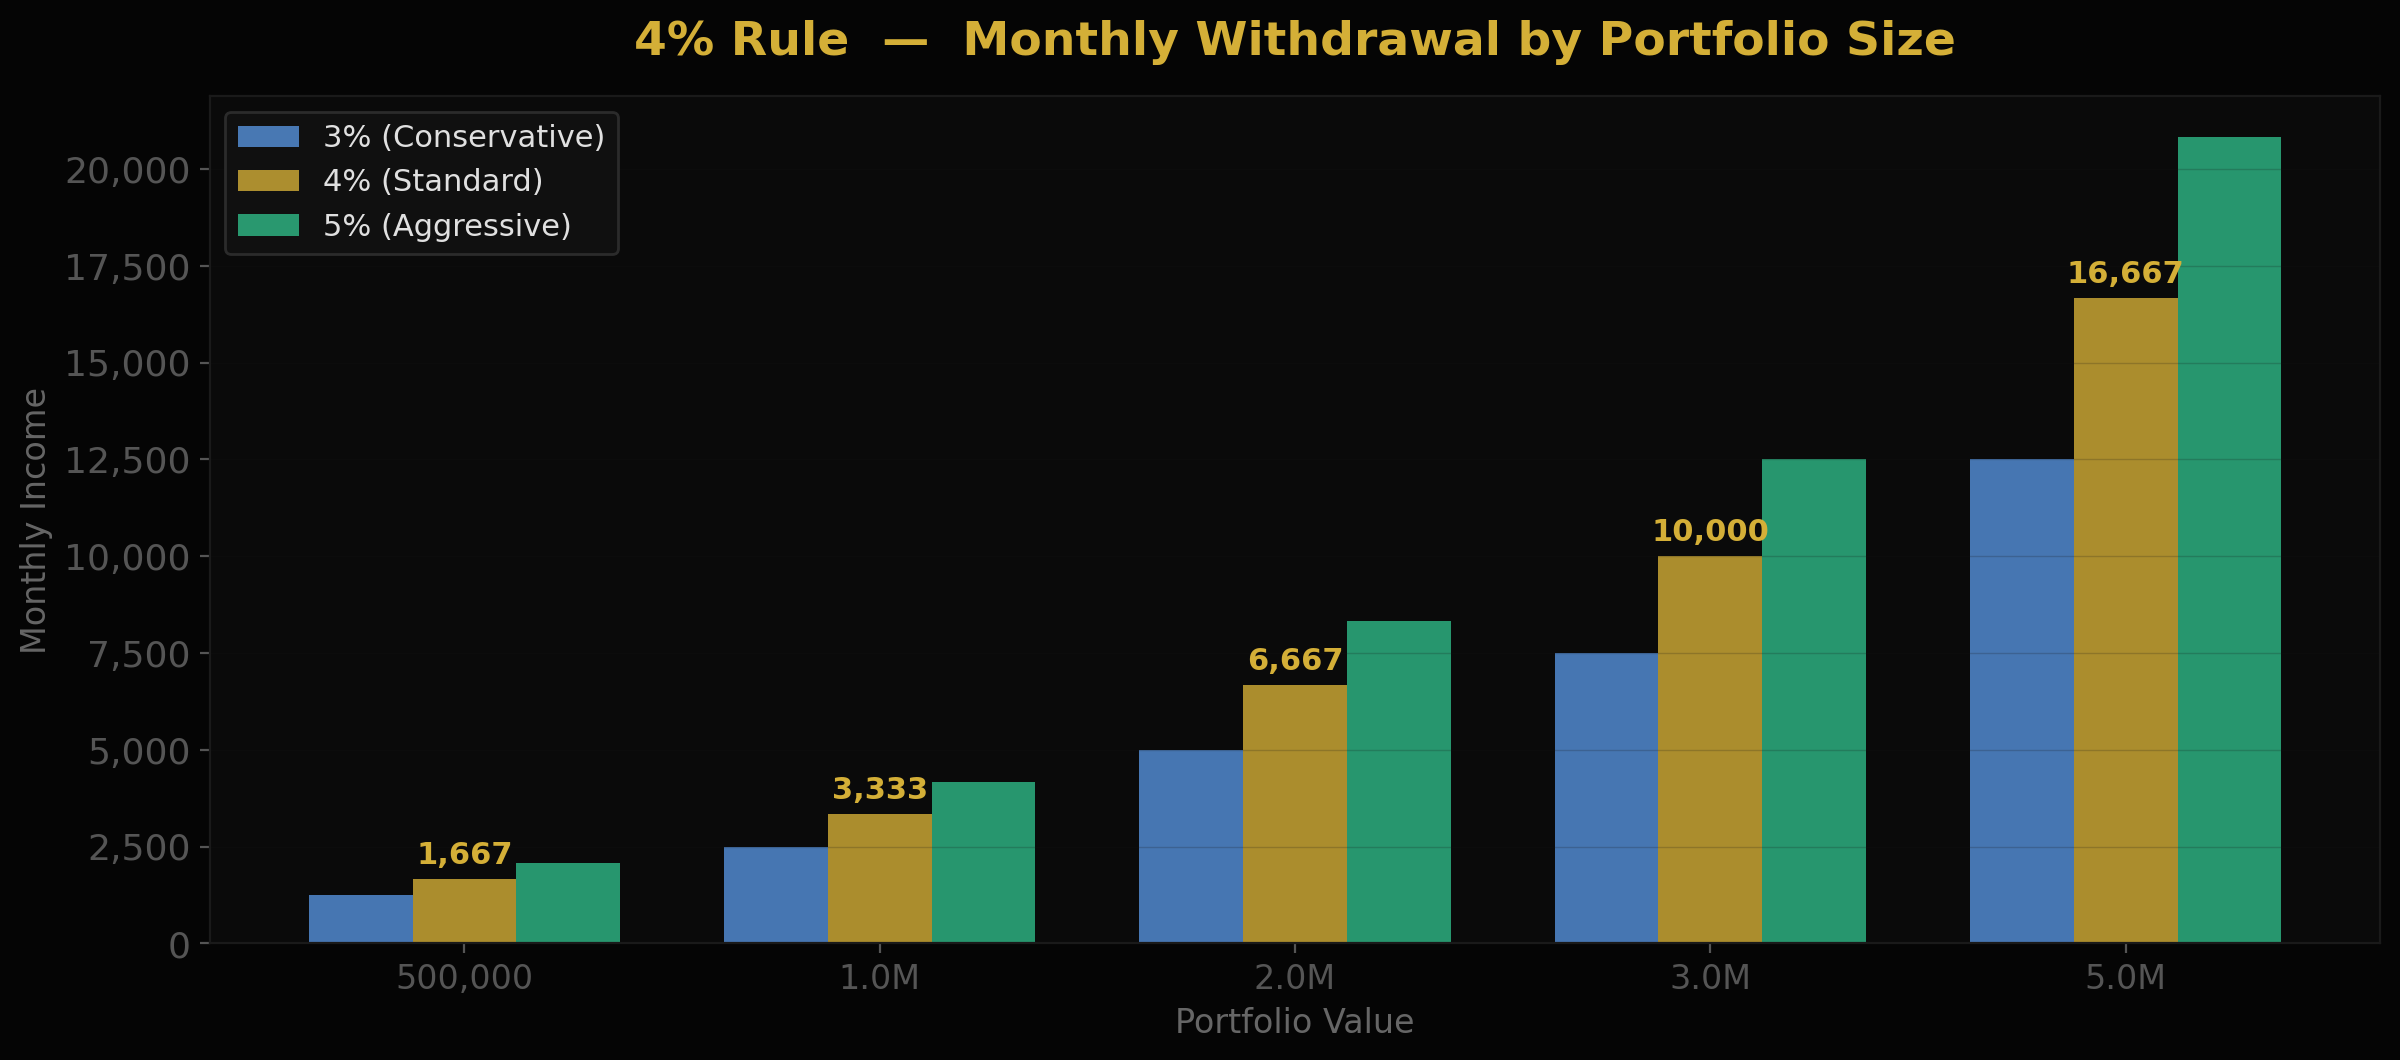 4% Rule — Monthly Withdrawal by Portfolio Size
3% (Conservative)
4% (Standard)
5% (Aggressive)
Monthly Income
20,000
17,500
15,000
12,500
10,000
7,500
5,000
2,500
0
1,667
3,333
6,667
10,000
16,667
500,000
1.0M
2.0M
3.0M
5.0M
Portfolio Value